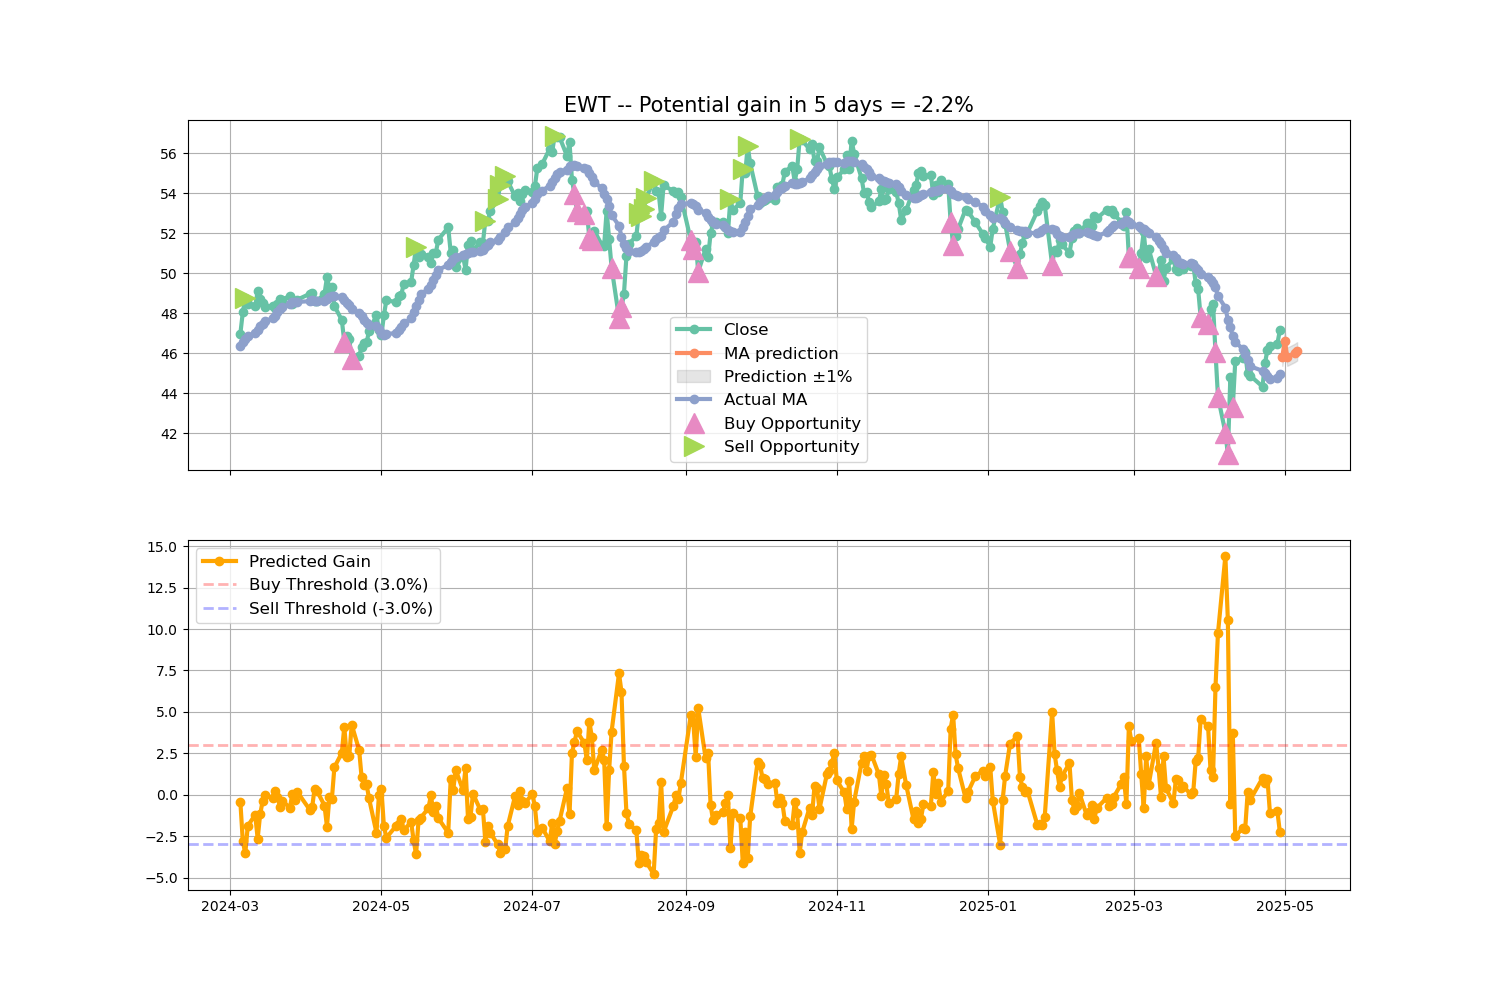 EWT -- Potential gain in 5 days = -2.2%
56
54
52
50
48
46
44
42
Close
MA prediction
Prediction ±1%
Actual MA
Buy Opportunity
Sell Opportunity
15.0
12.5
10.0
7.5
5.0
2.5
0.0
−2.5
−5.0
Predicted Gain
Buy Threshold (3.0%)
Sell Threshold (-3.0%)
2024-03
2024-05
2024-07
2024-09
2024-11
2025-01
2025-03
2025-05